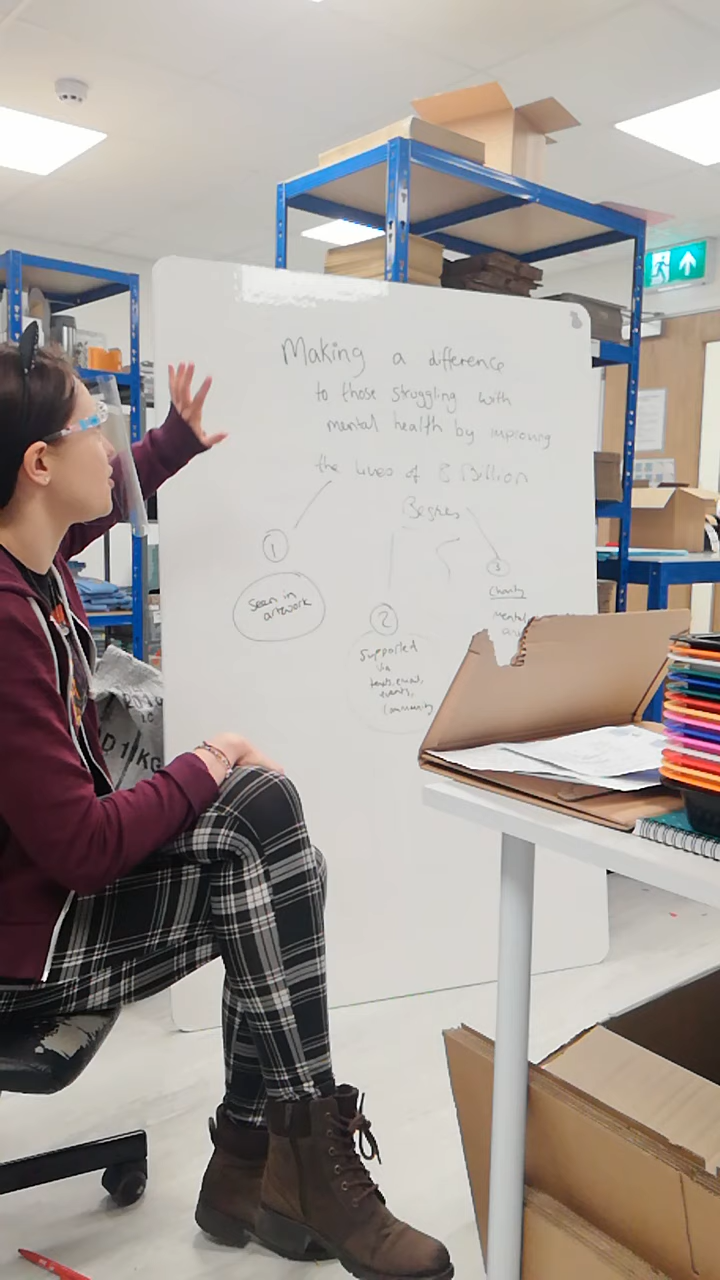 Making a difference
to those struggling with
mental health by improving
the lives of 8 Billion
①
Seen in
artwork
②
Supported
via
events,
Community
③
Charity
mental
1KG